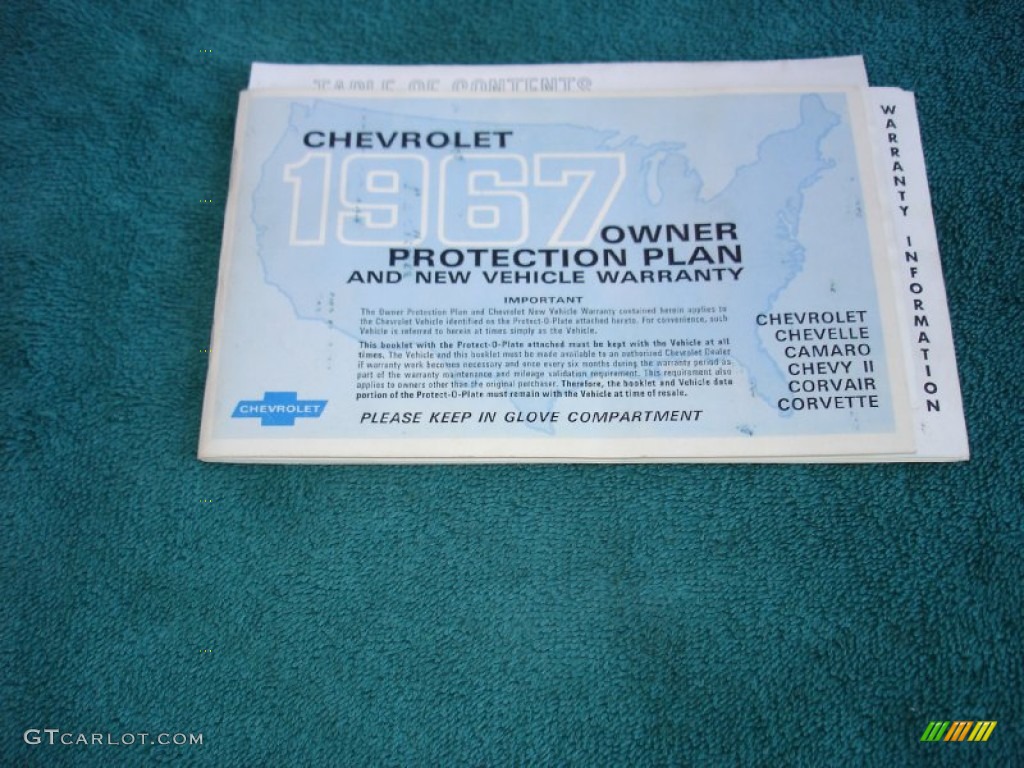 TABLE OF CONTENTS
CHEVROLET
1967
OWNER
PROTECTION PLAN
AND NEW VEHICLE WARRANTY
IMPORTANT
The Owner Protection Plan and Chevrolet New Vehicle Warranty contained herein applies to
the Chevrolet Vehicle identified on the Protect-O-Plate attached hereto. For convenience, such
Vehicle is referred to herein at times simply as the Vehicle.
This booklet with the Protect-O-Plate attached must be kept with the Vehicle at all
times. The Vehicle and this booklet must be made available to an authorized Chevrolet Dealer
if warranty work becomes necessary and once every six months during the warranty period as
part of the warranty maintenance and mileage validation requirement. This requirement also
applies to owners other than the original purchaser. Therefore, the booklet and Vehicle data
portion of the Protect-O-Plate must remain with the Vehicle at time of resale.
PLEASE KEEP IN GLOVE COMPARTMENT
CHEVROLET
CHEVROLET
CHEVELLE
CAMARO
CHEVY II
CORVAIR
CORVETTE
WARRANTY INFORMATION
GTCARLOT.COM